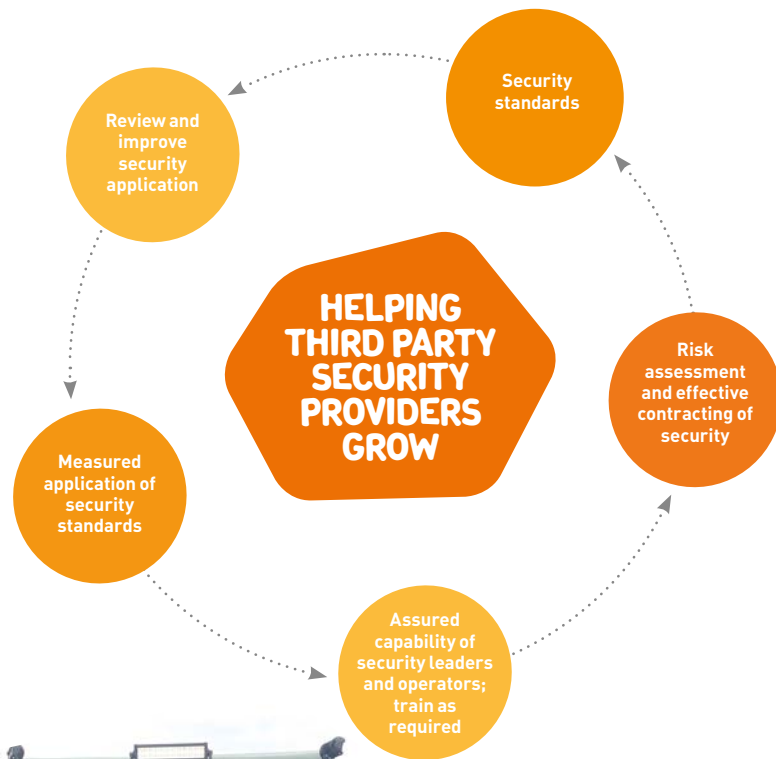 Security
standards
Review and
improve
security
application
HELPING
THIRD PARTY
SECURITY
PROVIDERS
GROW
Risk
assessment
and effective
contracting of
security
Measured
application of
security
standards
Assured
capability of
security leaders
and operators;
train as
required